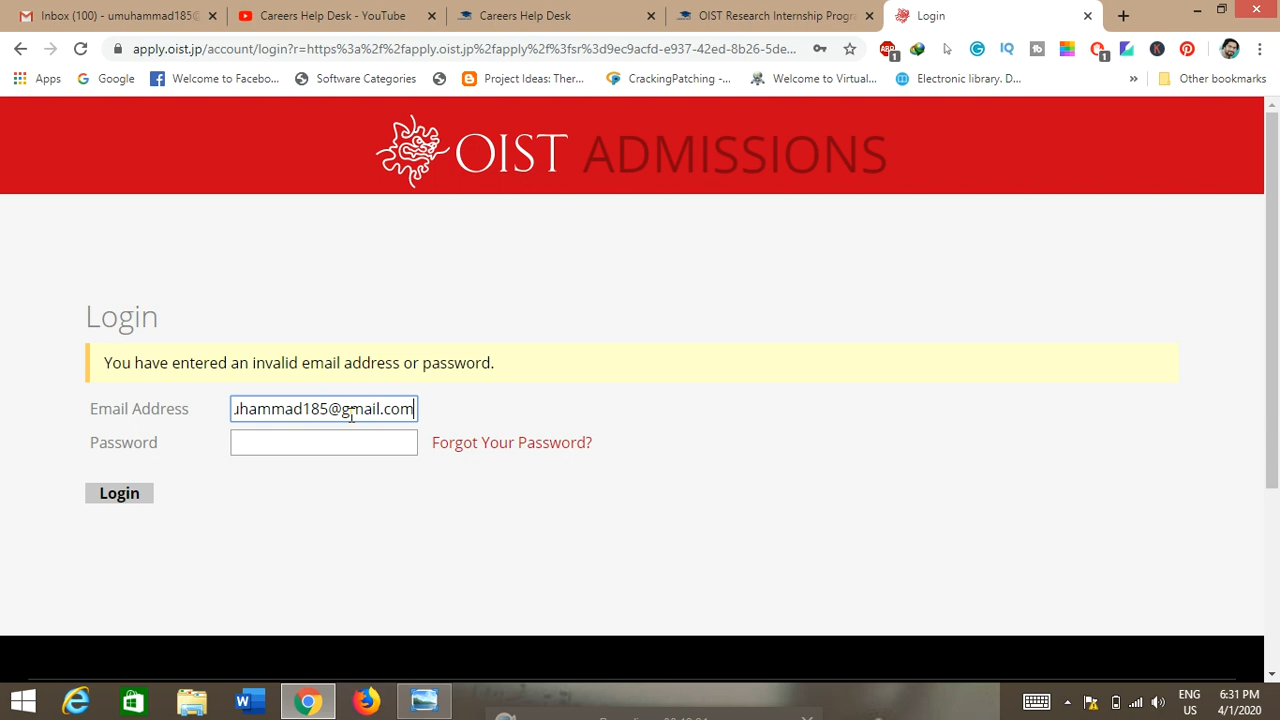 Inbox (100) - umuhammad185@
Careers Help Desk - YouTube
Careers Help Desk
OIST Research Internship Progra
Login
apply.oist.jp/account/login?r=https%3a%2f%2fapply.oist.jp%2fapply%2f%3fsr%3d9ec9acfd-e937-42ed-8b26-5de...
Apps
Google
Welcome to Facebo...
Software Categories
Project Ideas: Ther...
CrackingPatching -...
Welcome to Virtual...
Electronic library. D...
»
Other bookmarks
OIST ADMISSIONS
Login
You have entered an invalid email address or password.
Email Address
uhammad185@gmail.com
Password
Forgot Your Password?
Login
ENG
US
6:31 PM
4/1/2020